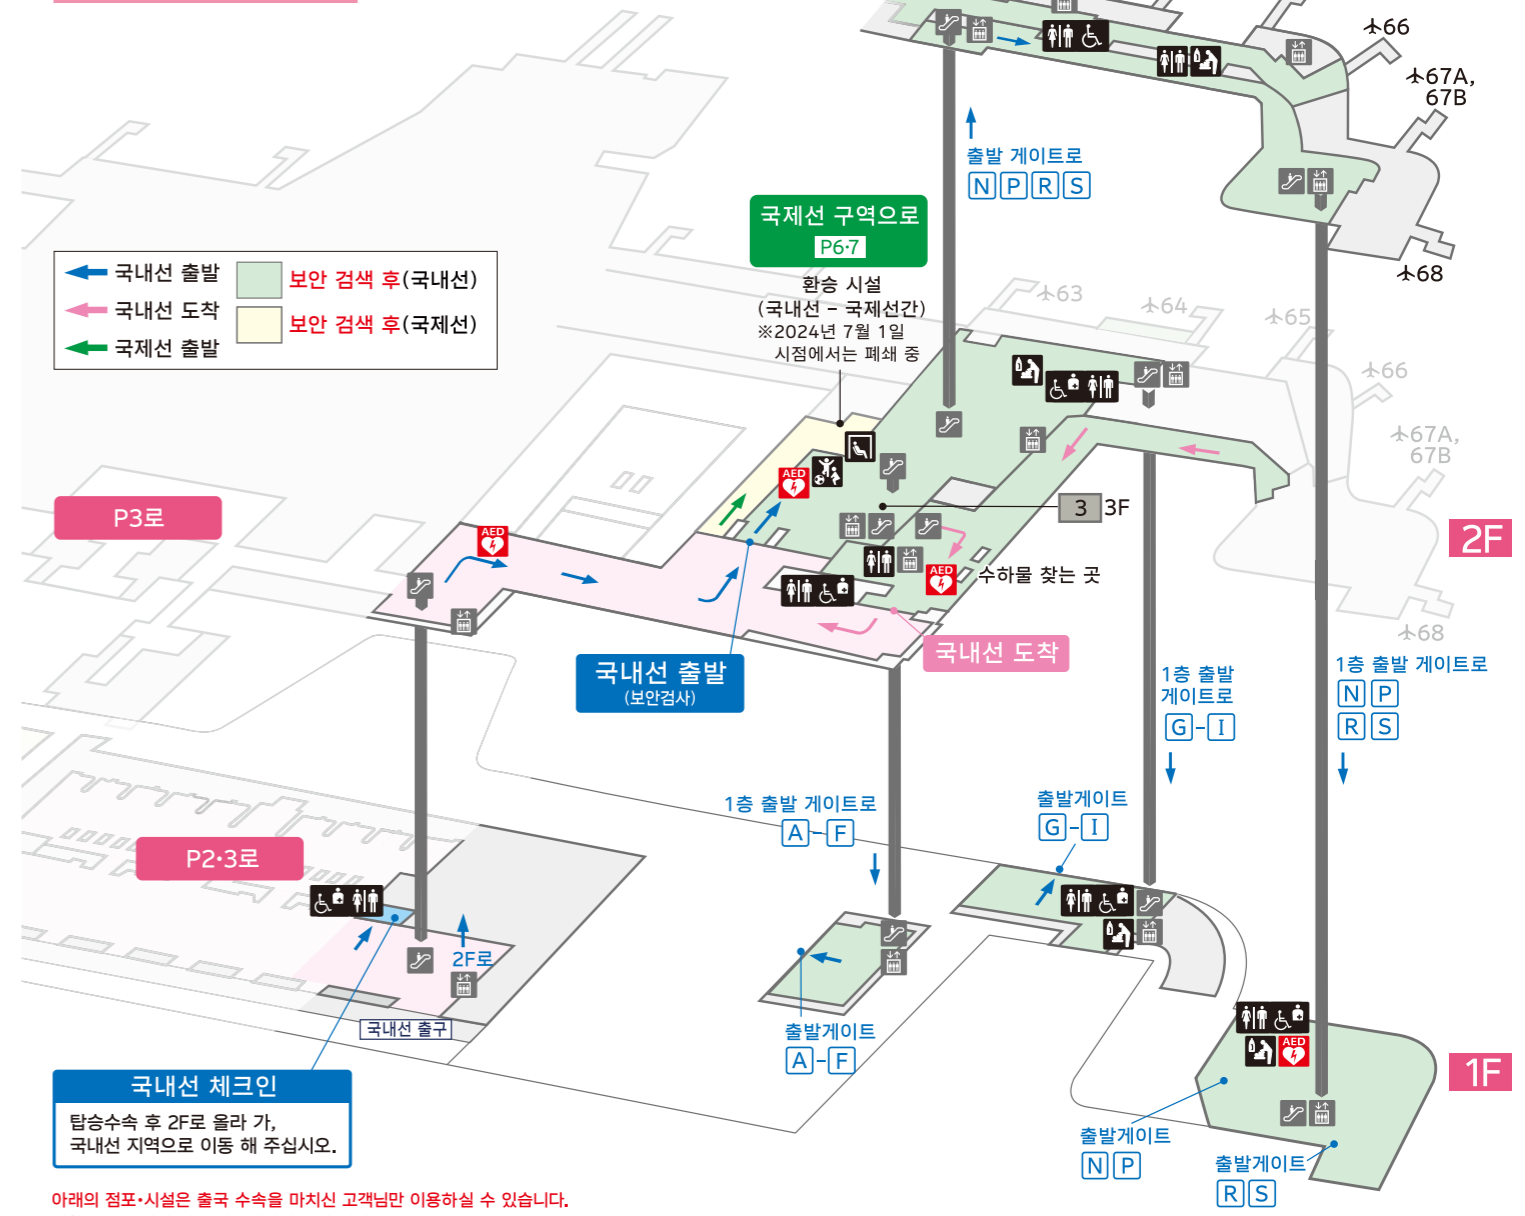 66
67A,
67B
68
출발 게이트로
N P R S
국제선 구역으로
P6·7
환승 시설
(국내선 – 국제선간)
※2024년 7월 1일
시점에서는 폐쇄 중
국내선 출발
국내선 도착
국제선 출발
보안 검색 후(국내선)
보안 검색 후(국제선)
63
64
65
66
67A,
67B
68
P3로
AED
AED
AED
3 3F
2F
수하물 찾는 곳
국내선 도착
국내선 출발
(보안검사)
1층 출발
게이트로
G-I
1층 출발 게이트로
N P
R S
1층 출발 게이트로
A-F
출발게이트
G-I
P2·3로
2F로
국내선 출구
출발게이트
A-F
AED
1F
국내선 체크인
탑승수속 후 2F로 올라 가,
국내선 지역으로 이동 해 주십시오.
출발게이트
N P
출발게이트
R S
아래의 점포·시설은 출국 수속을 마치신 고객님만 이용하실 수 있습니다.